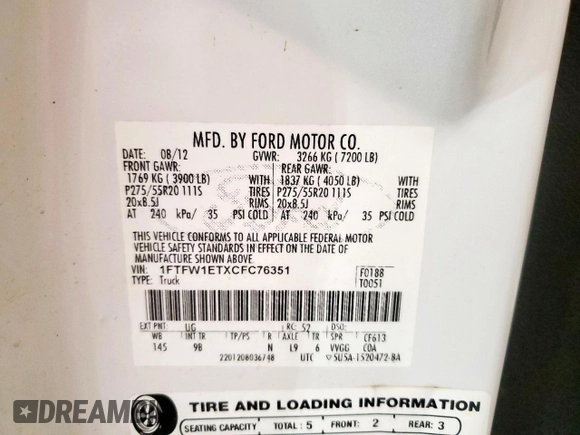 MFD. BY FORD MOTOR CO.
DATE: 08/12 GVWR: 3266 KG ( 7200 LB)
FRONT GAWR: REAR GAWR:
1769 KG ( 3900 LB) WITH 1837 KG ( 4050 LB) WITH
P275/55R20 111S TIRES P275/55R20 111S TIRES
20x8.5J RIMS 20x8.5J RIMS
AT 240 kPa/ 35 PSI COLD AT 240 kPa/ 35 PSI COLD
THIS VEHICLE CONFORMS TO ALL APPLICABLE FEDERAL MOTOR
VEHICLE SAFETY STANDARDS IN EFFECT ON THE DATE OF
MANUFACTURE SHOWN ABOVE.
VIN: 1FTFW1ETXCFC76351 F0188
TYPE: Truck T0051
EXT PNT: UG RC: 52 DSO:
WB INT TR TP/PS R AXLE TR SPR CF613
145 9B N L9 6 VVGG COA
2201208036748 UTC ▽5U5A-1520472-BA
TIRE AND LOADING INFORMATION
SEATING CAPACITY TOTAL: 5 FRONT: 2 REAR: 3
DREAM